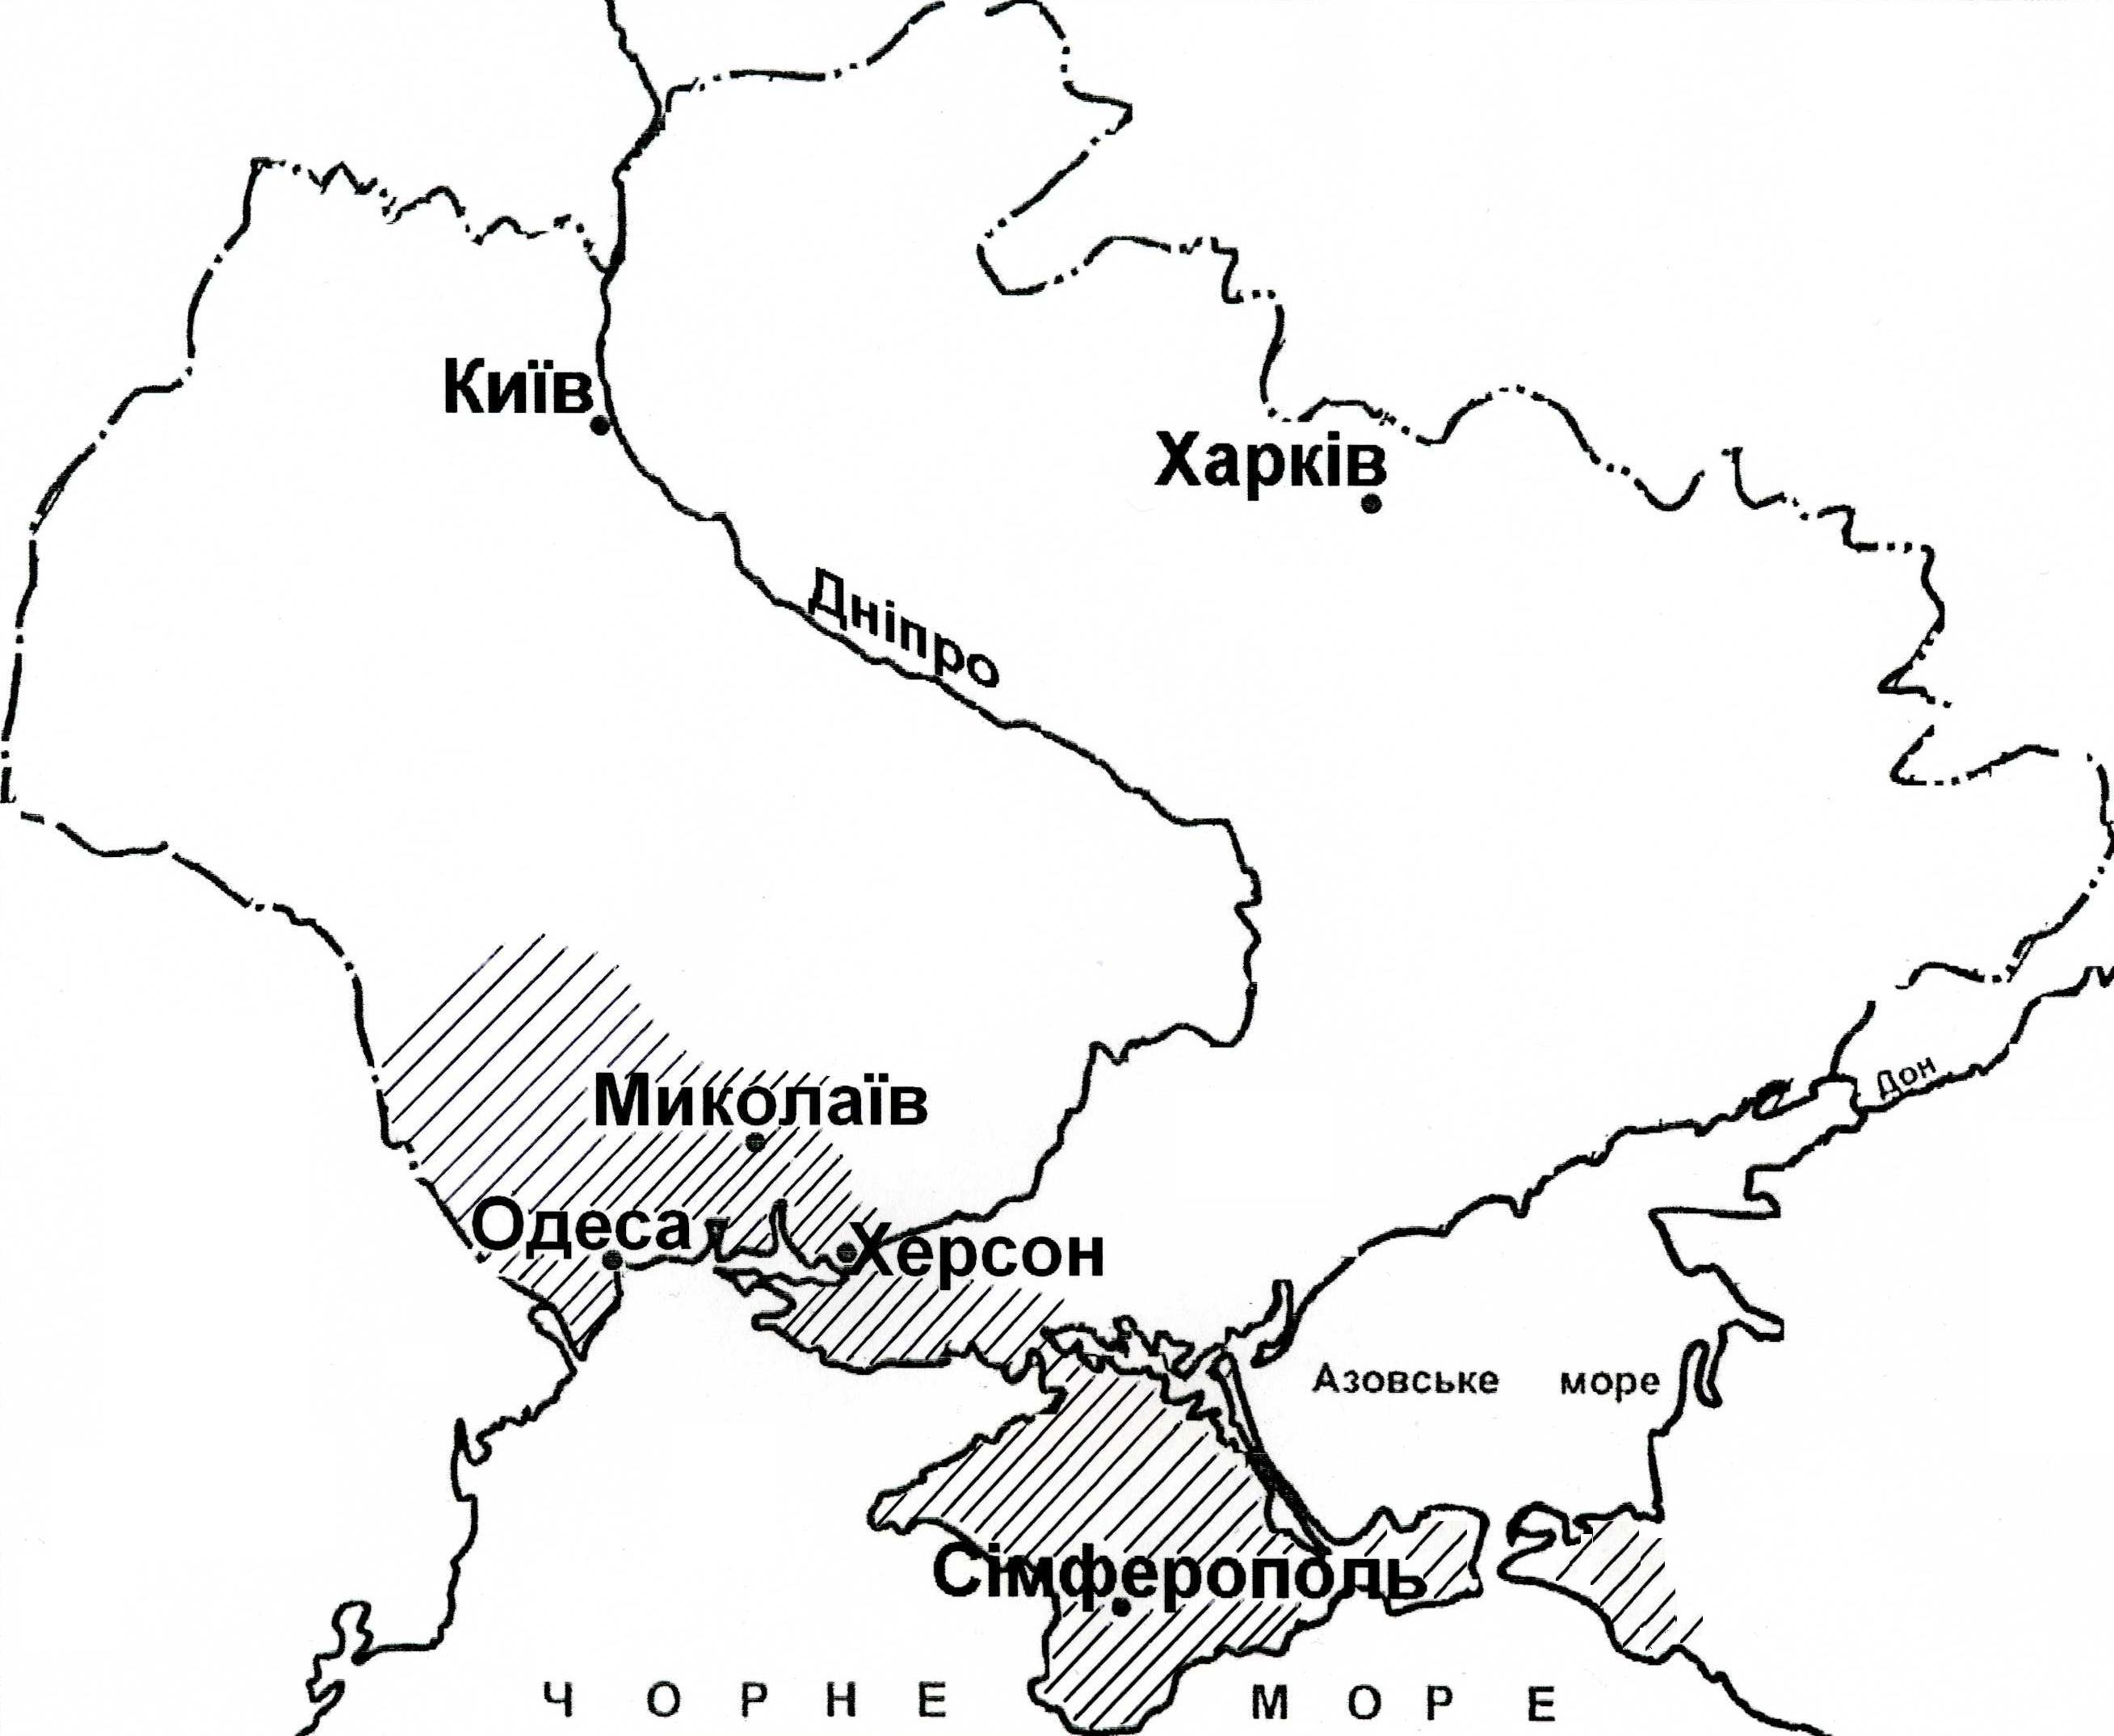 Київ
Харків
Дніпро
Дон
Миколаїв
Одеса
Херсон
Азовське море
Сімферополь
ЧОРНЕ МОРЕ